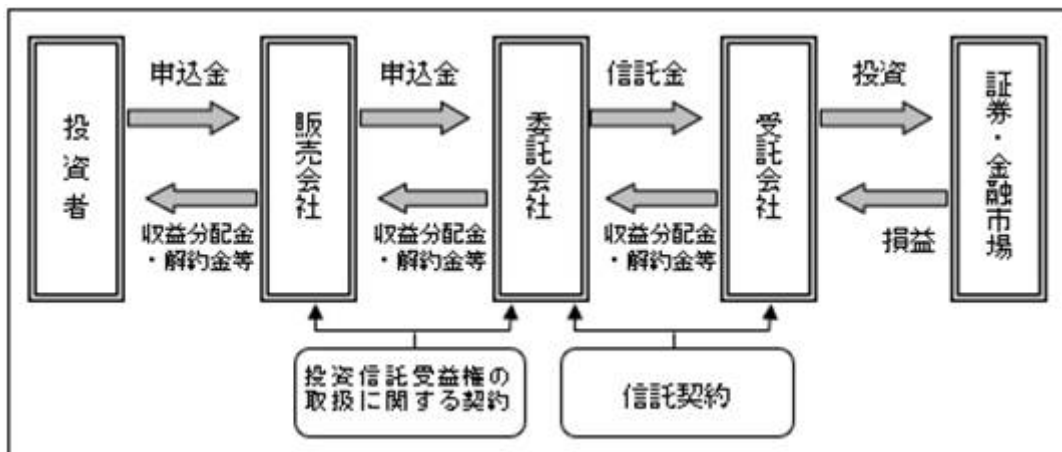 投資者
申込金
収益分配金
・解約金等
販売会社
申込金
収益分配金
・解約金等
委託会社
信託金
収益分配金
・解約金等
受託会社
投資
損益
証券・金融市場
投資信託受益権の
取扱に関する契約
信託契約